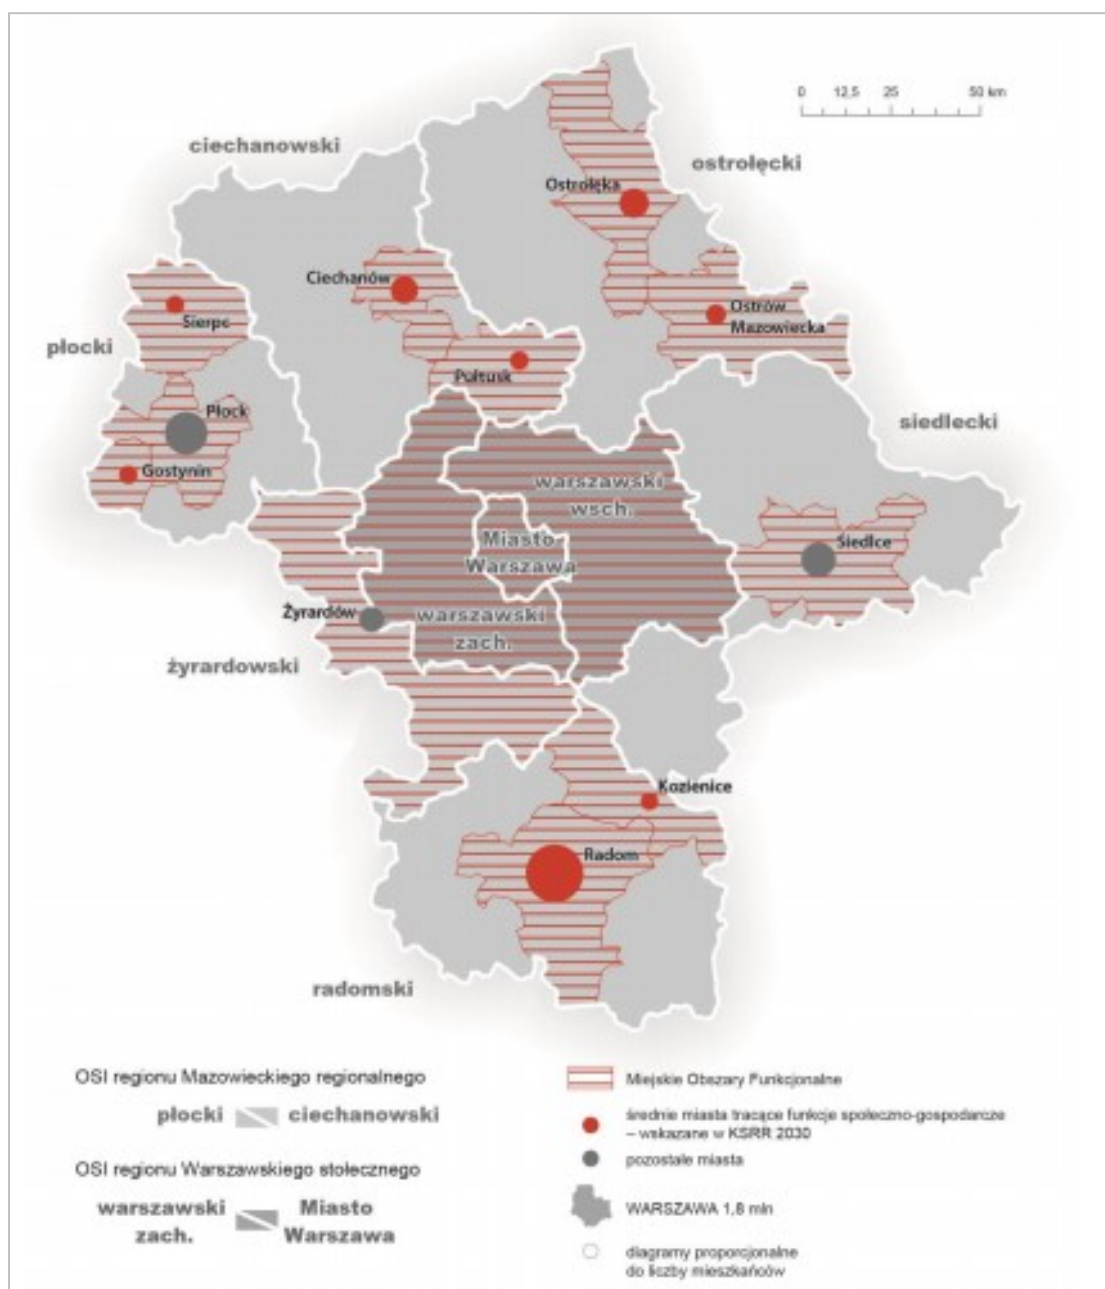 0 12,5 25 50 km
ciechanowski
ostrołęcki
Ostrołęka
Ciechanów
Sierpc
Ostrów
Mazowiecka
płocki
Pułtusk
Płock
siedlecki
Gostynin
warszawski
wsch.
Miasto
Warszawa
Siedlce
Żyrardów
warszawski
zach.
żyrardowski
Kozienice
Radom
radomski
OSI regionu Mazowieckiego regionalnego
płocki ciechanowski
OSI regionu Warszawskiego stołecznego
warszawski
zach.
Miasto
Warszawa
Miejskie Obszary Funkcjonalne
średnie miasta tracące funkcje społeczno-gospodarcze
– wskazane w KSRR 2030
pozostałe miasta
WARSZAWA 1,8 mln
diagramy proporcjonalne
do liczby mieszkańców